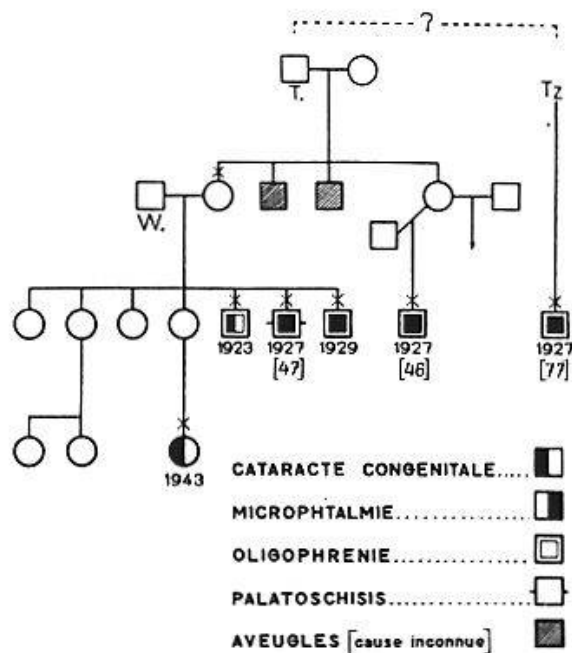 ?
T.
Tz
W.
1923
1927
[47]
1929
1927
[46]
1927
[77]
1943
CATARACTE CONGENITALE.....
MICROPHTALMIE................
OLIGOPHRENIE................
PALATOSCHISIS...............
AVEUGLES [cause inconnue]